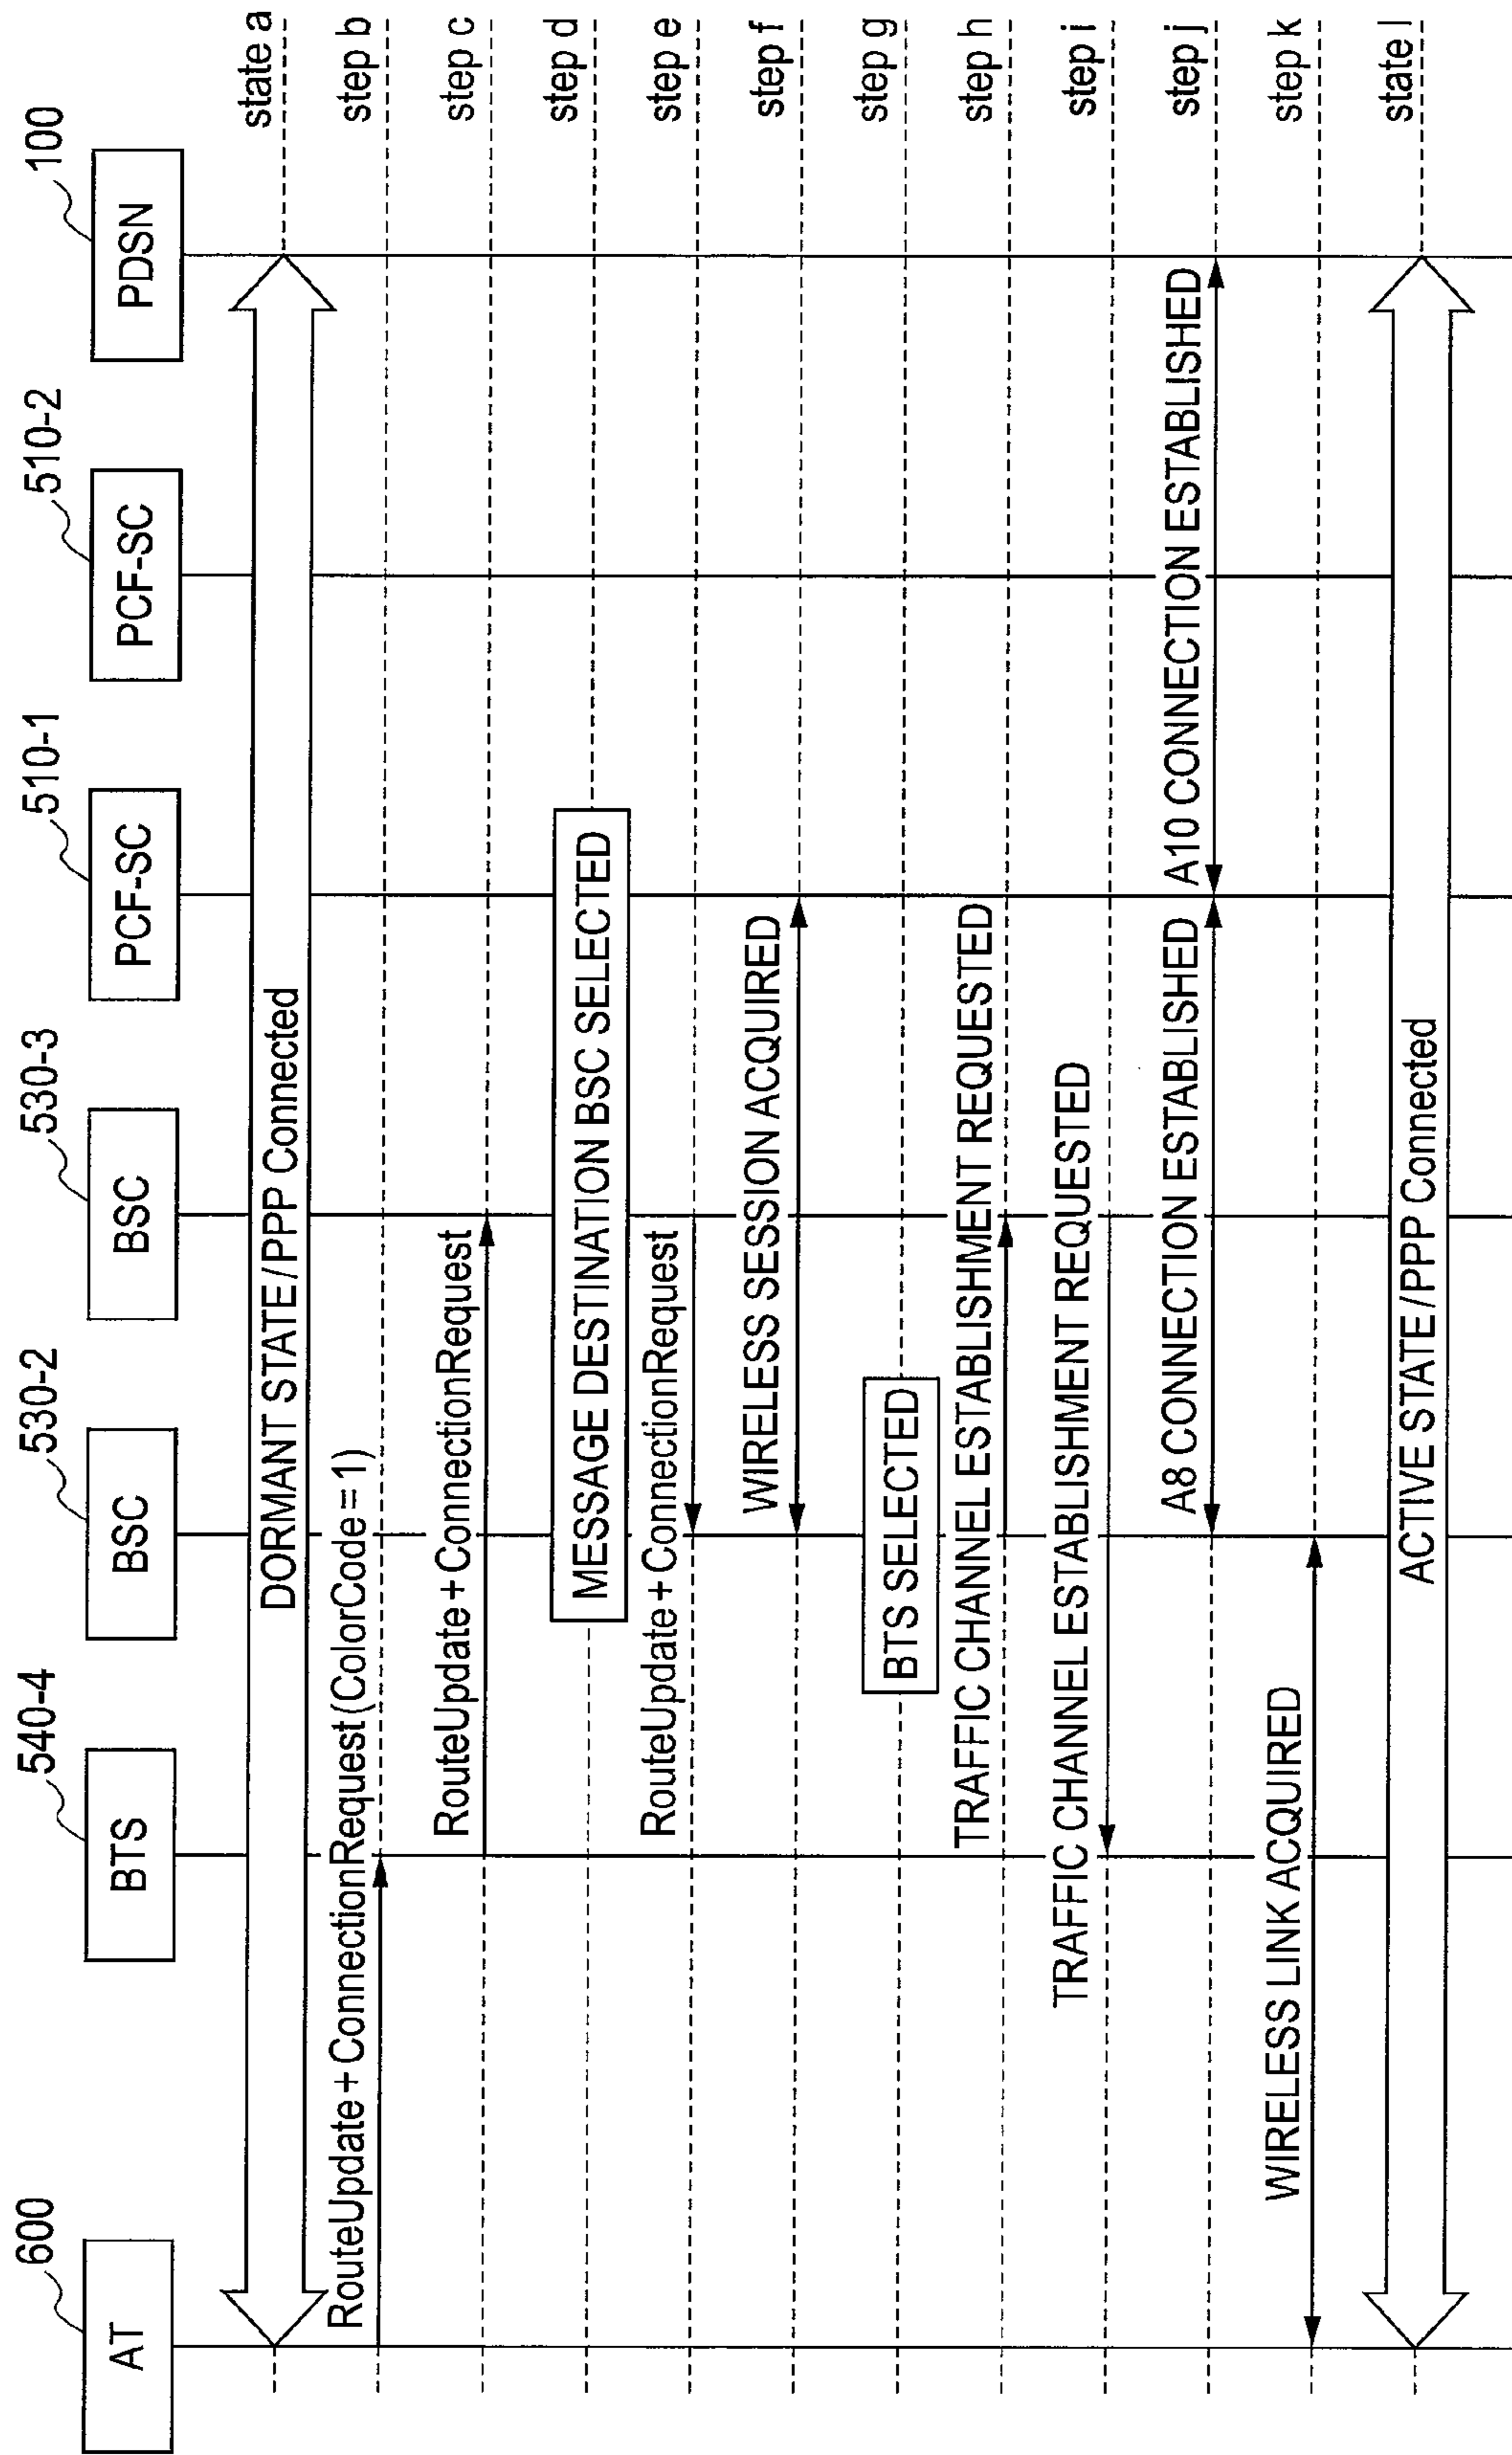 600
540-4
530-2
530-3
510-1
510-2
100
AT
BTS
BSC
BSC
PCF-SC
PCF-SC
PDSN
DORMANT STATE/PPP Connected
state a
RouteUpdate+ConnectionRequest(ColorCode=1)
step b
RouteUpdate+ConnectionRequest
step c
MESSAGE DESTINATION BSC SELECTED
step d
RouteUpdate+ConnectionRequest
step e
WIRELESS SESSION ACQUIRED
step f
BTS SELECTED
step g
TRAFFIC CHANNEL ESTABLISHMENT REQUESTED
step h
TRAFFIC CHANNEL ESTABLISHMENT REQUESTED
step i
A8 CONNECTION ESTABLISHED
A10 CONNECTION ESTABLISHED
step j
WIRELESS LINK ACQUIRED
step k
ACTIVE STATE/PPP Connected
state l